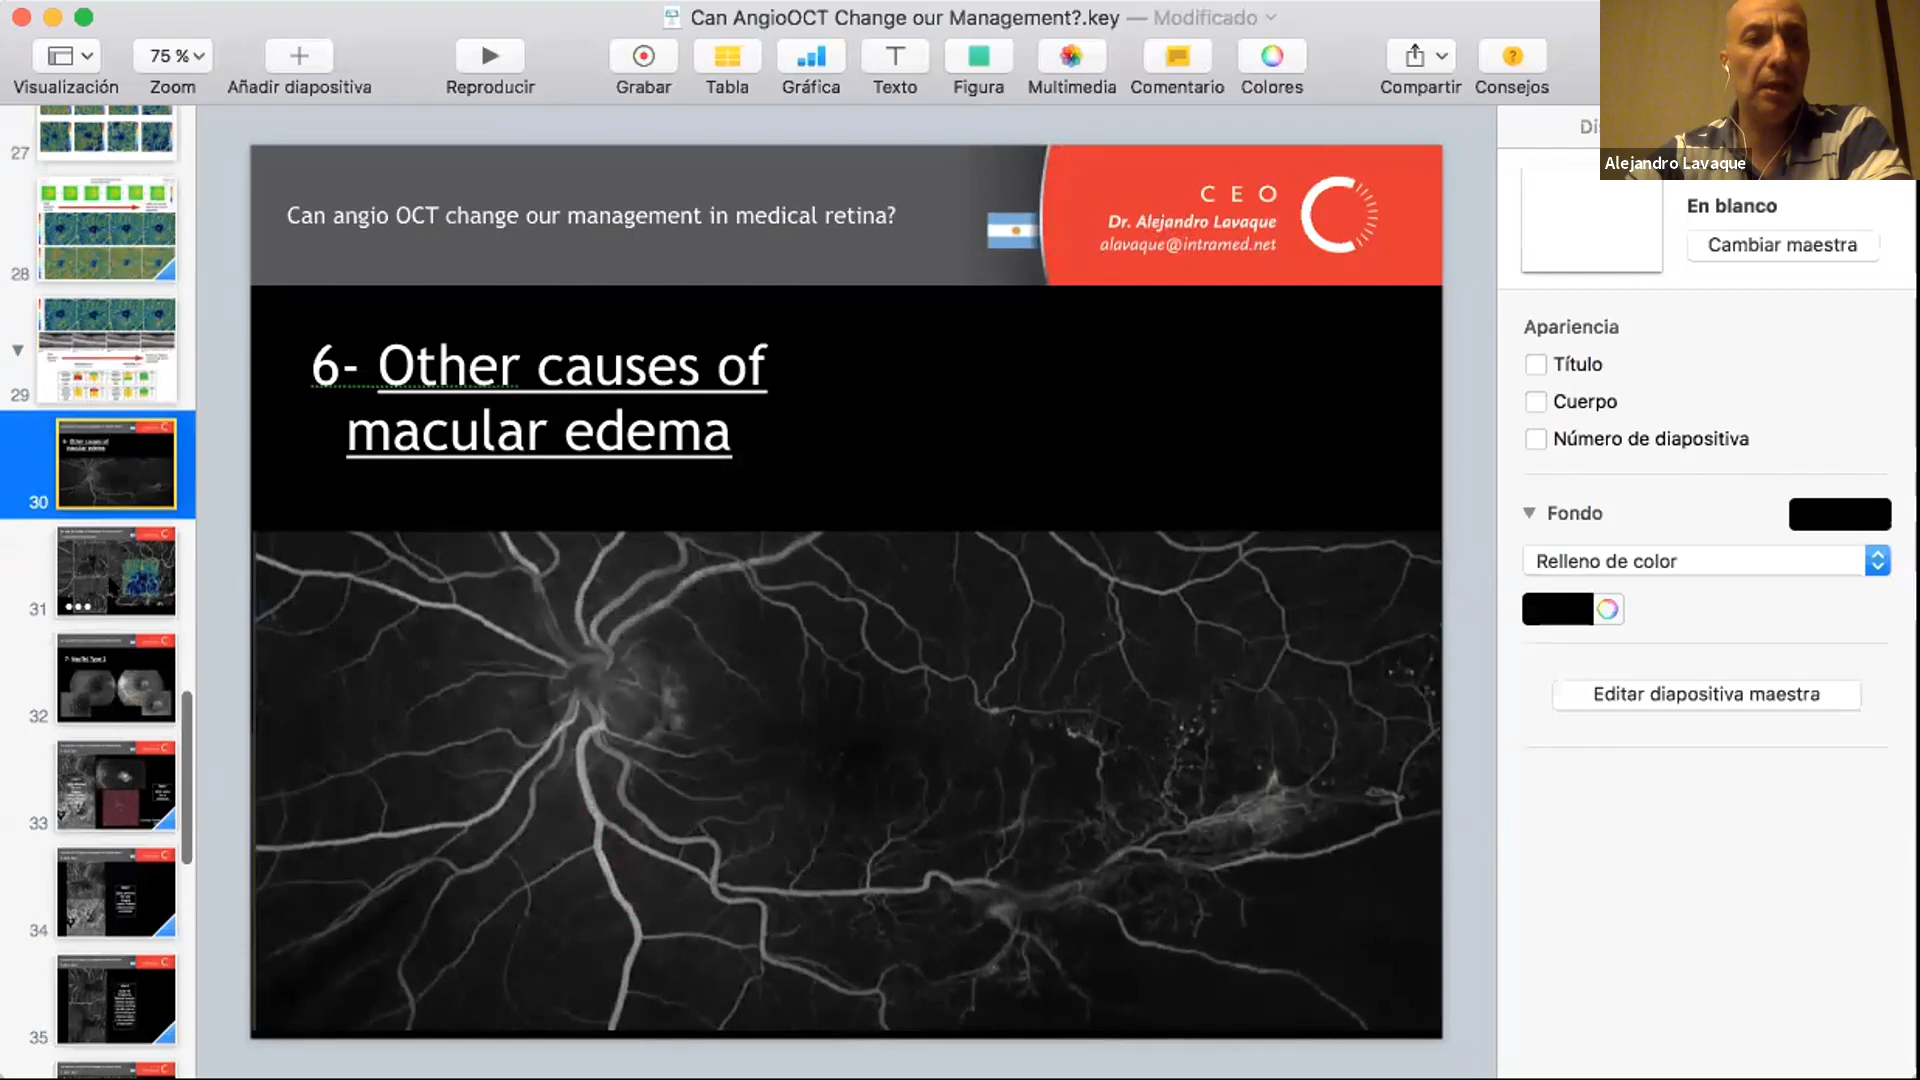 Can AngioOCT Change our Management?.key — Modificado
75 %
Visualización
Zoom
Añadir diapositiva
Reproducir
Grabar
Tabla
Gráfica
Texto
Figura
Multimedia
Comentario
Colores
Compartir
Consejos
Alejandro Lavaque
27
28
29
30
31
32
33
34
35
Can angio OCT change our management in medical retina?
CEO
Dr. Alejandro Lavaque
alavaque@intramed.net
6- Other causes of
macular edema
En blanco
Cambiar maestra
Apariencia
Título
Cuerpo
Número de diapositiva
Fondo
Relleno de color
Editar diapositiva maestra